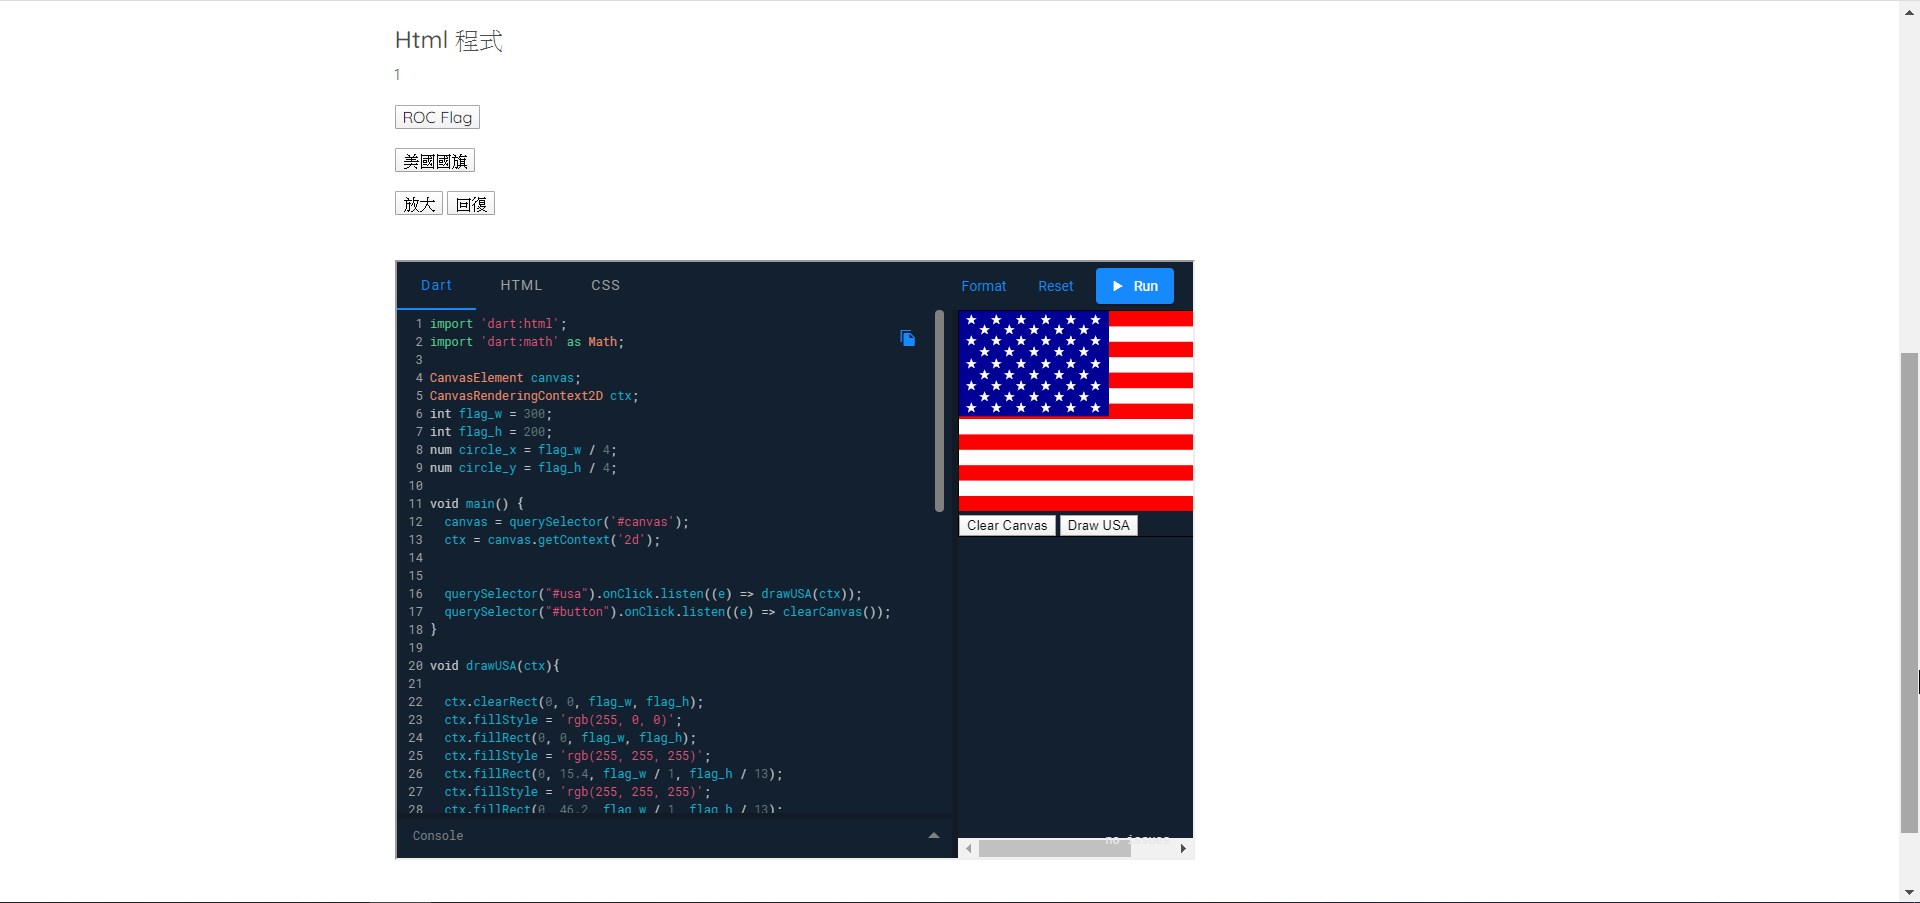 Html 程式
1
ROC Flag
美國國旗
放大 回復
Dart HTML CSS Format Reset Run
1 import 'dart:html';
2 import 'dart:math' as Math;
3
4 CanvasElement canvas;
5 CanvasRenderingContext2D ctx;
6 int flag_w = 300;
7 int flag_h = 200;
8 num circle_x = flag_w / 4;
9 num circle_y = flag_h / 4;
10
11 void main() {
12 canvas = querySelector('#canvas');
13 ctx = canvas.getContext('2d');
14
15
16 querySelector("#usa").onClick.listen((e) => drawUSA(ctx));
17 querySelector("#button").onClick.listen((e) => clearCanvas());
18 }
19
20 void drawUSA(ctx){
21
22 ctx.clearRect(0, 0, flag_w, flag_h);
23 ctx.fillStyle = 'rgb(255, 0, 0)';
24 ctx.fillRect(0, 0, flag_w, flag_h);
25 ctx.fillStyle = 'rgb(255, 255, 255)';
26 ctx.fillRect(0, 15.4, flag_w / 1, flag_h / 13);
27 ctx.fillStyle = 'rgb(255, 255, 255)';
28 ctx.fillRect(0, 46.2, flag_w / 1, flag_h / 13);
Clear Canvas Draw USA
Console
no issues